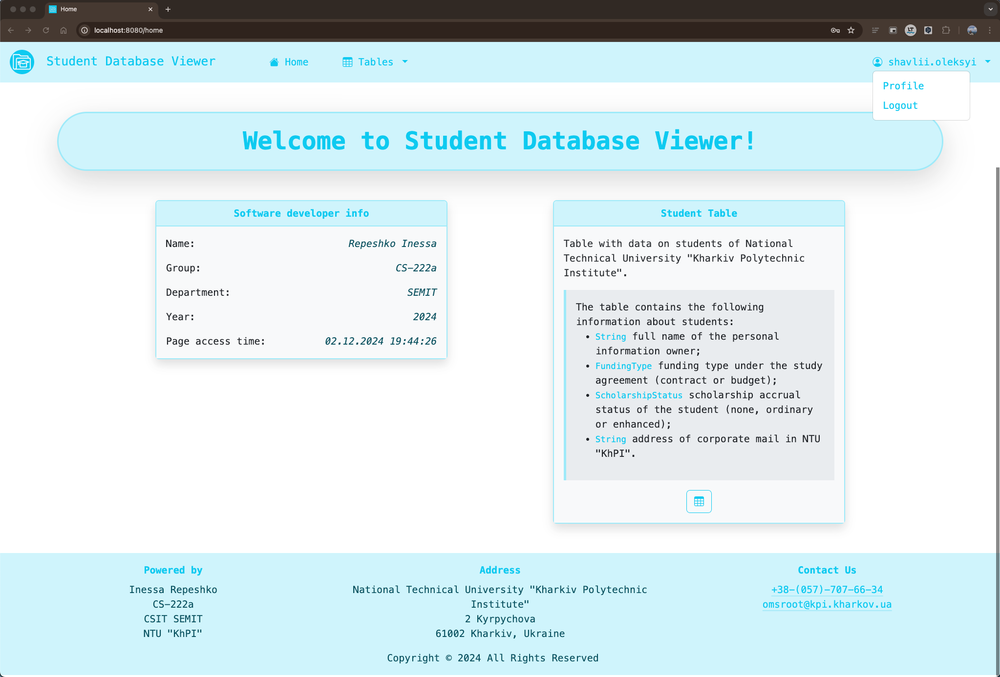 Home
localhost:8080/home
LT
Student Database Viewer
Home
Tables
shavlii.oleksyi
Profile
Logout
Welcome to Student Database Viewer!
Software developer info
Name: Repeshko Inessa
Group: CS-222a
Department: SEMIT
Year: 2024
Page access time: 02.12.2024 19:44:26
Student Table
Table with data on students of National
Technical University "Kharkiv Polytechnic
Institute".
The table contains the following
information about students:
• String full name of the personal
information owner;
• FundingType funding type under the study
agreement (contract or budget);
• ScholarshipStatus scholarship accrual
status of the student (none, ordinary
or enhanced);
• String address of corporate mail in NTU
"KhPI".
Powered by
Inessa Repeshko
CS-222a
CSIT SEMIT
NTU "KhPI"
Address
National Technical University "Kharkiv Polytechnic
Institute"
2 Kyrpychova
61002 Kharkiv, Ukraine
Contact Us
+38-(057)-707-66-34
omsroot@kpi.kharkov.ua
Copyright © 2024 All Rights Reserved